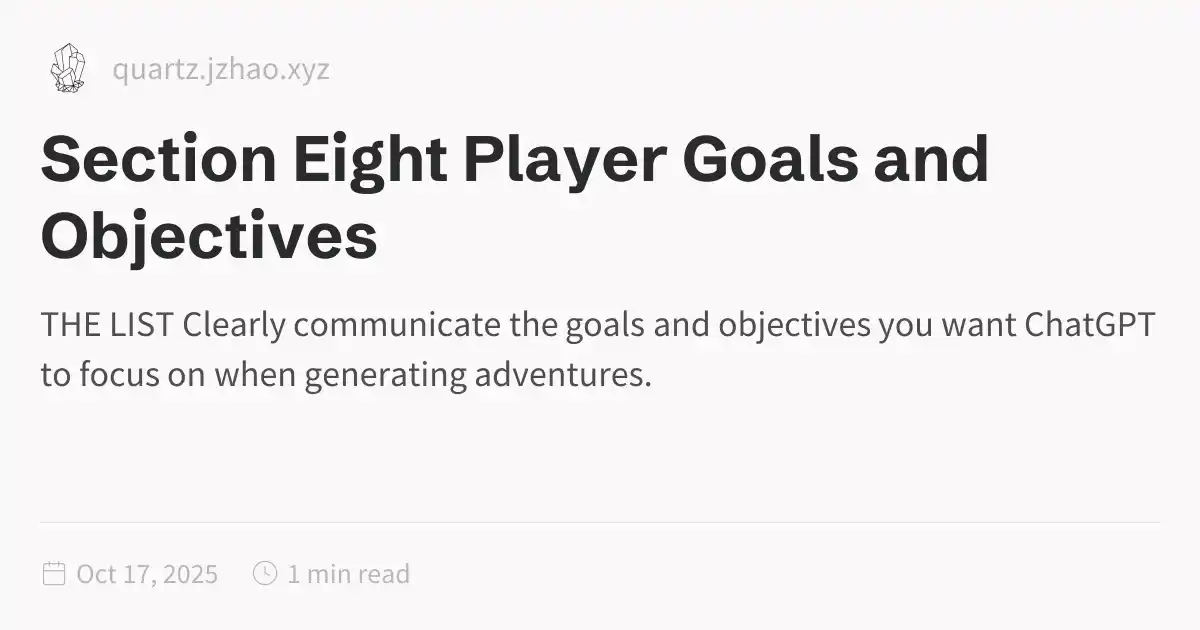 quartz.jzhao.xyz
Section Eight Player Goals and
Objectives
THE LIST Clearly communicate the goals and objectives you want ChatGPT
to focus on when generating adventures.
Oct 17, 2025
1 min read